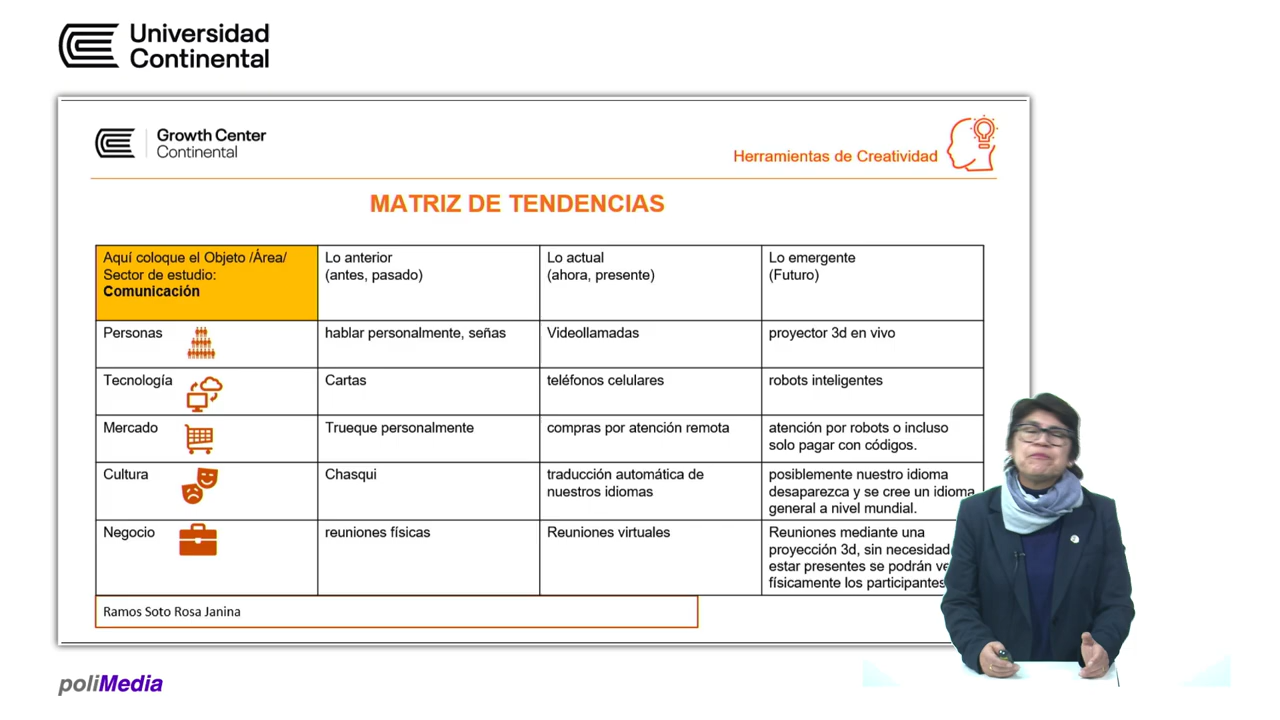 Universidad
Continental
Growth Center
Continental
Herramientas de Creatividad
MATRIZ DE TENDENCIAS
Aquí coloque el Objeto /Área/
Sector de estudio:
Comunicación
Lo anterior
(antes, pasado)
Lo actual
(ahora, presente)
Lo emergente
(Futuro)
Personas
hablar personalmente, señas
Videollamadas
proyector 3d en vivo
Tecnología
Cartas
teléfonos celulares
robots inteligentes
Mercado
Trueque personalmente
compras por atención remota
atención por robots o incluso
solo pagar con códigos.
Cultura
Chasqui
traducción automática de
nuestros idiomas
posiblemente nuestro idioma
desaparezca y se cree un idioma
general a nivel mundial.
Negocio
reuniones físicas
Reuniones virtuales
Reuniones mediante una
proyección 3d, sin necesidad
estar presentes se podrán
físicamente los participantes
Ramos Soto Rosa Janina
poliMedia